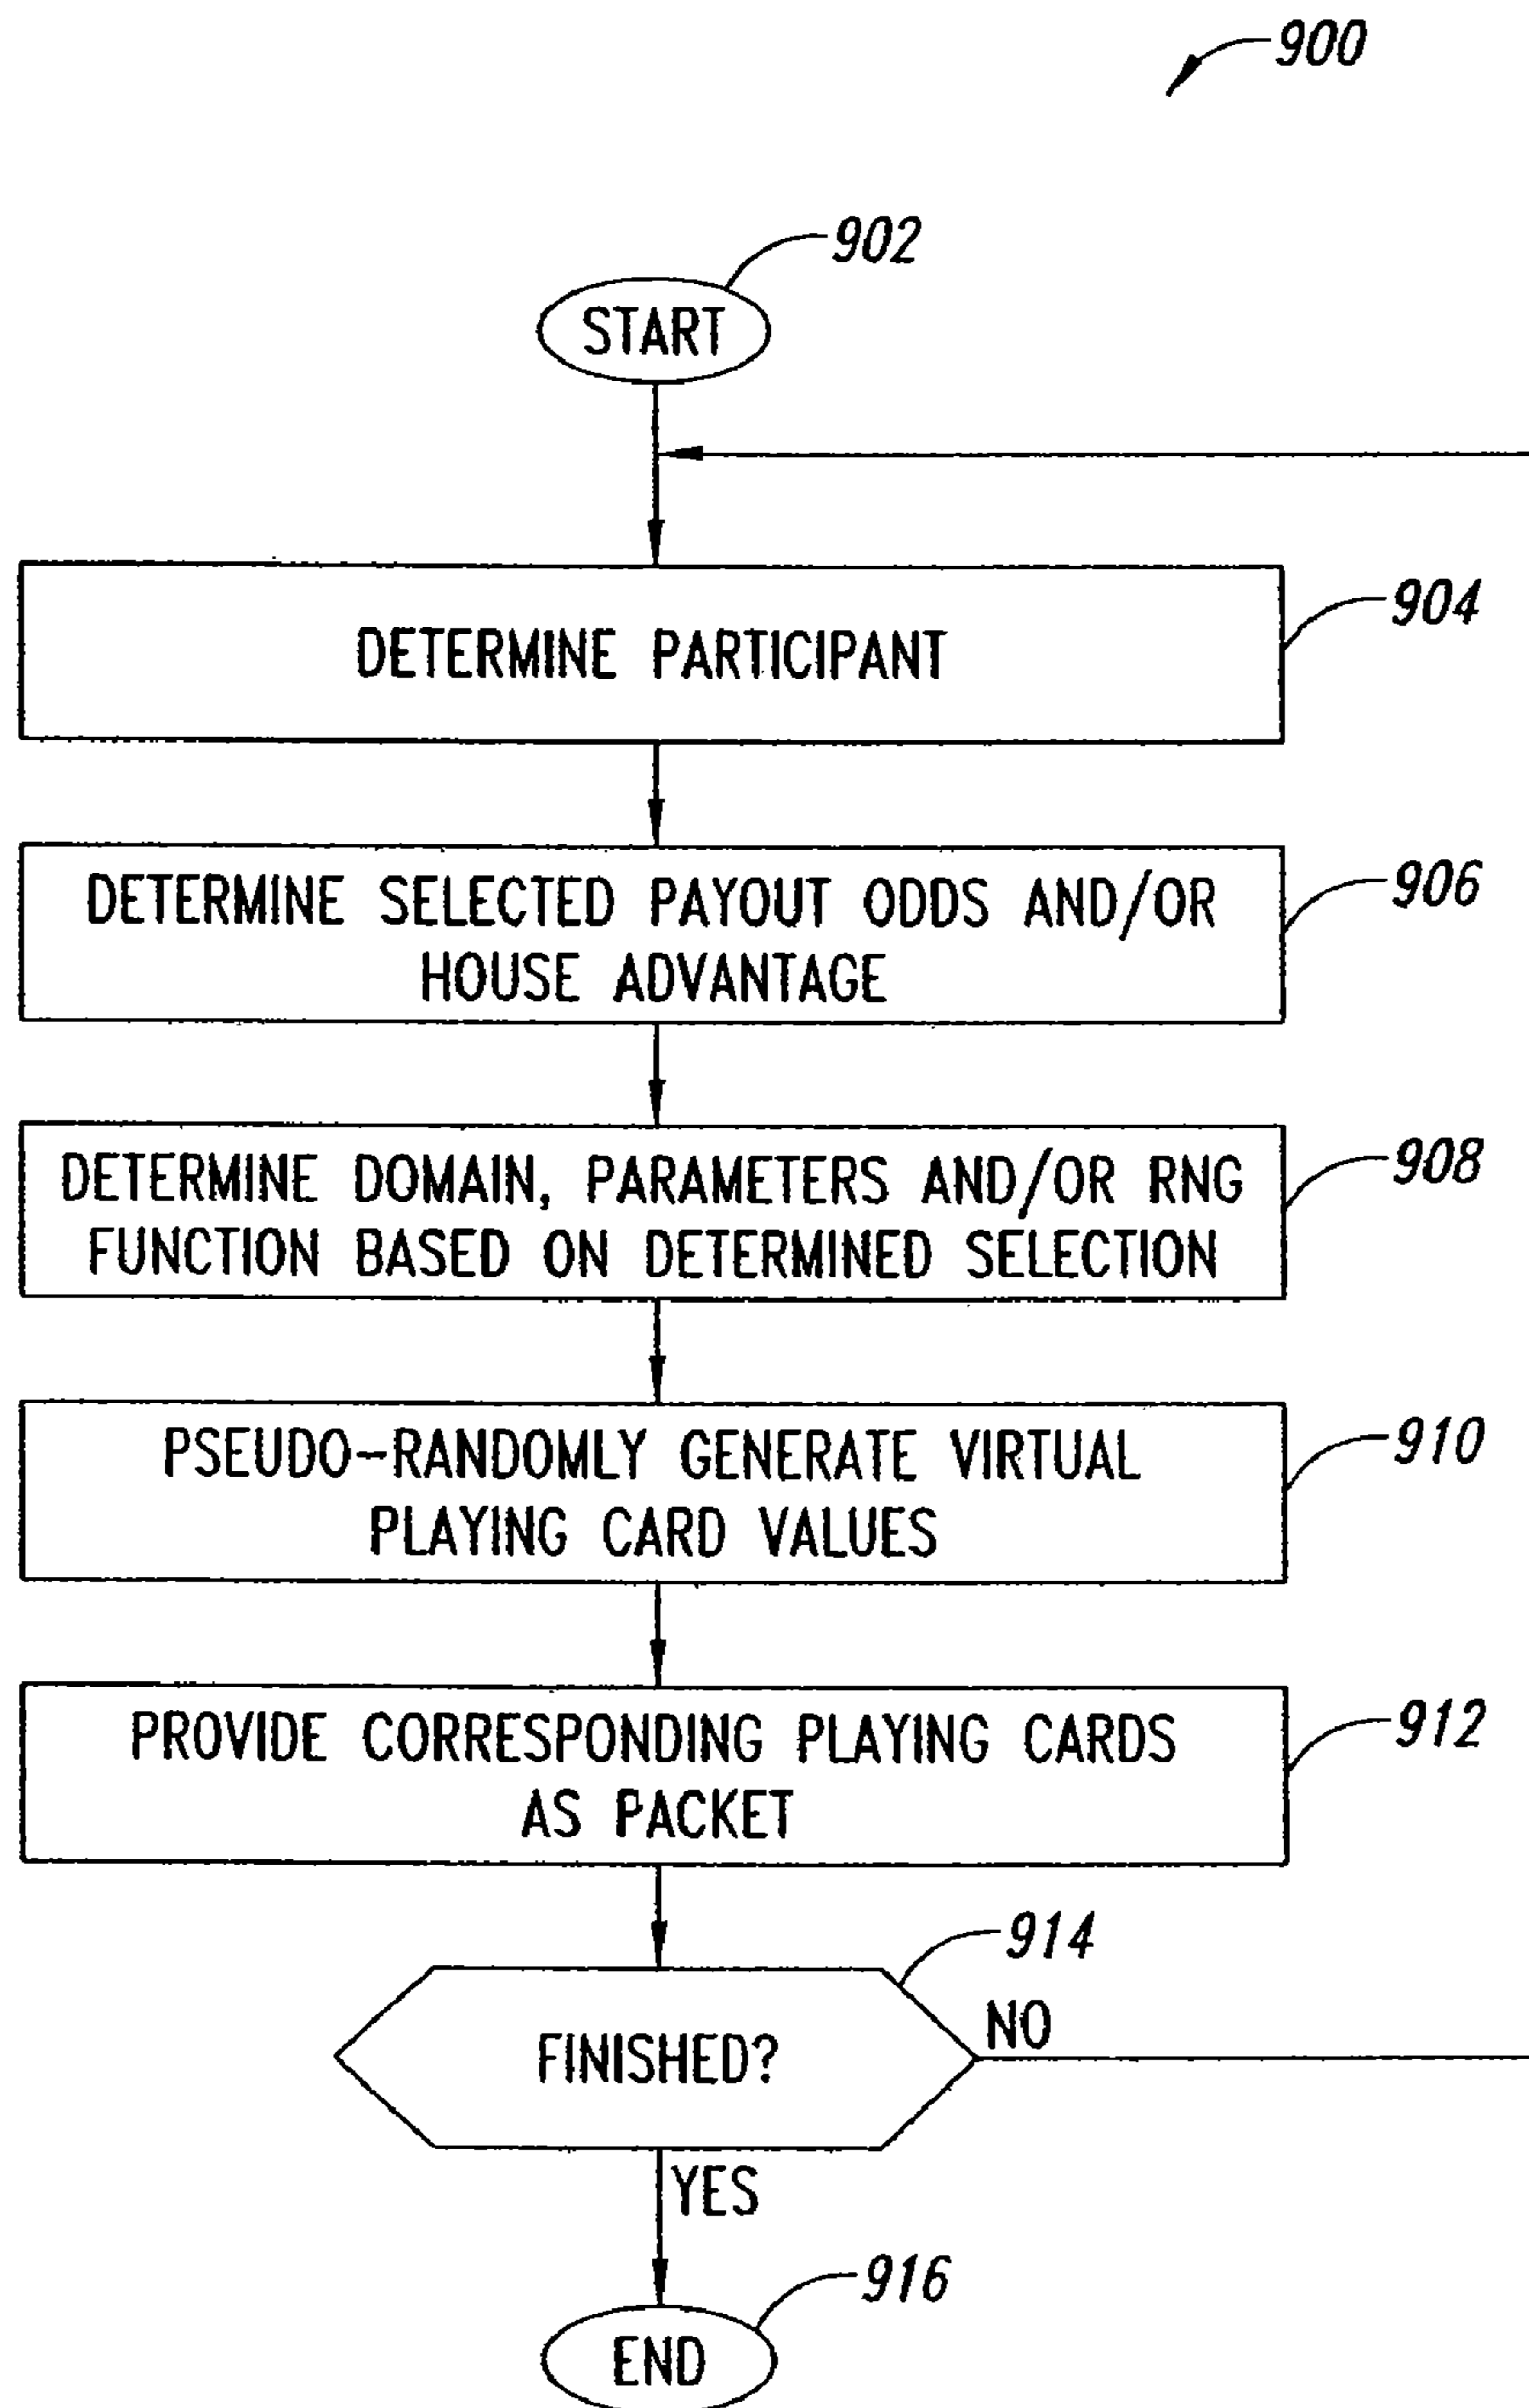 900
902
START
904
DETERMINE PARTICIPANT
906
DETERMINE SELECTED PAYOUT ODDS AND/OR
HOUSE ADVANTAGE
908
DETERMINE DOMAIN, PARAMETERS AND/OR RNG
FUNCTION BASED ON DETERMINED SELECTION
910
PSEUDO-RANDOMLY GENERATE VIRTUAL
PLAYING CARD VALUES
912
PROVIDE CORRESPONDING PLAYING CARDS
AS PACKET
914
NO
FINISHED?
YES
916
END